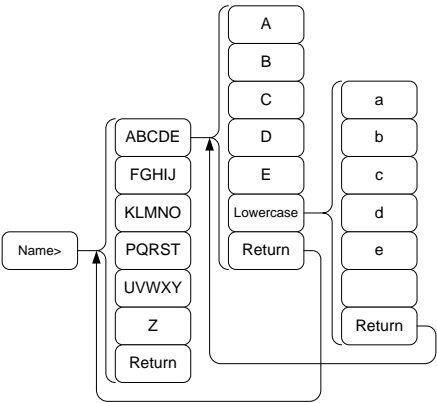 Name>
ABCDE
FGHIJ
KLMNO
PQRST
UVWXY
Z
Return
A
B
C
D
E
Lowercase
Return
a
b
c
d
e
Return